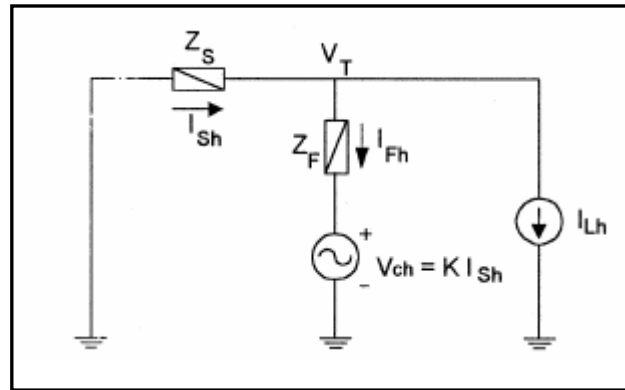 Z_S
V_T
I_Sh
Z_F
I_Fh
+
V_ch = K I_Sh
–
I_Lh